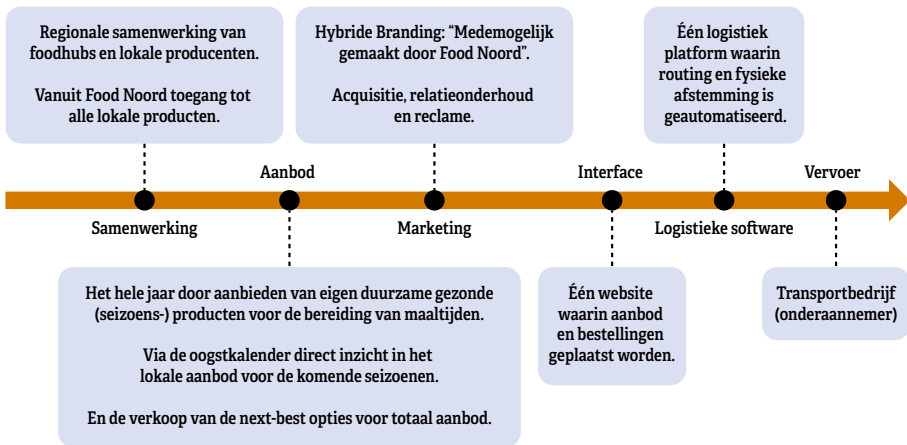 Regionale samenwerking van
foodhubs en lokale producenten.
Vanuit Food Noord toegang tot
alle lokale producten.
Hybride Branding: “Medemogelijk
gemaakt door Food Noord”.
Acquisitie, relatieonderhoud
en reclame.
Één logistiek
platform waarin
routing en fysieke
afstemming is
geautomatiseerd.
Aanbod
Interface
Vervoer
Samenwerking
Marketing
Logistieke software
Het hele jaar door aanbieden van eigen duurzame gezonde
(seizoens-) producten voor de bereiding van maaltijden.
Via de oogstkalender direct inzicht in het
lokale aanbod voor de komende seizoenen.
En de verkoop van de next-best opties voor totaal aanbod.
Één website
waarin aanbod
en bestellingen
geplaatst worden.
Transportbedrijf
(onderaannemer)